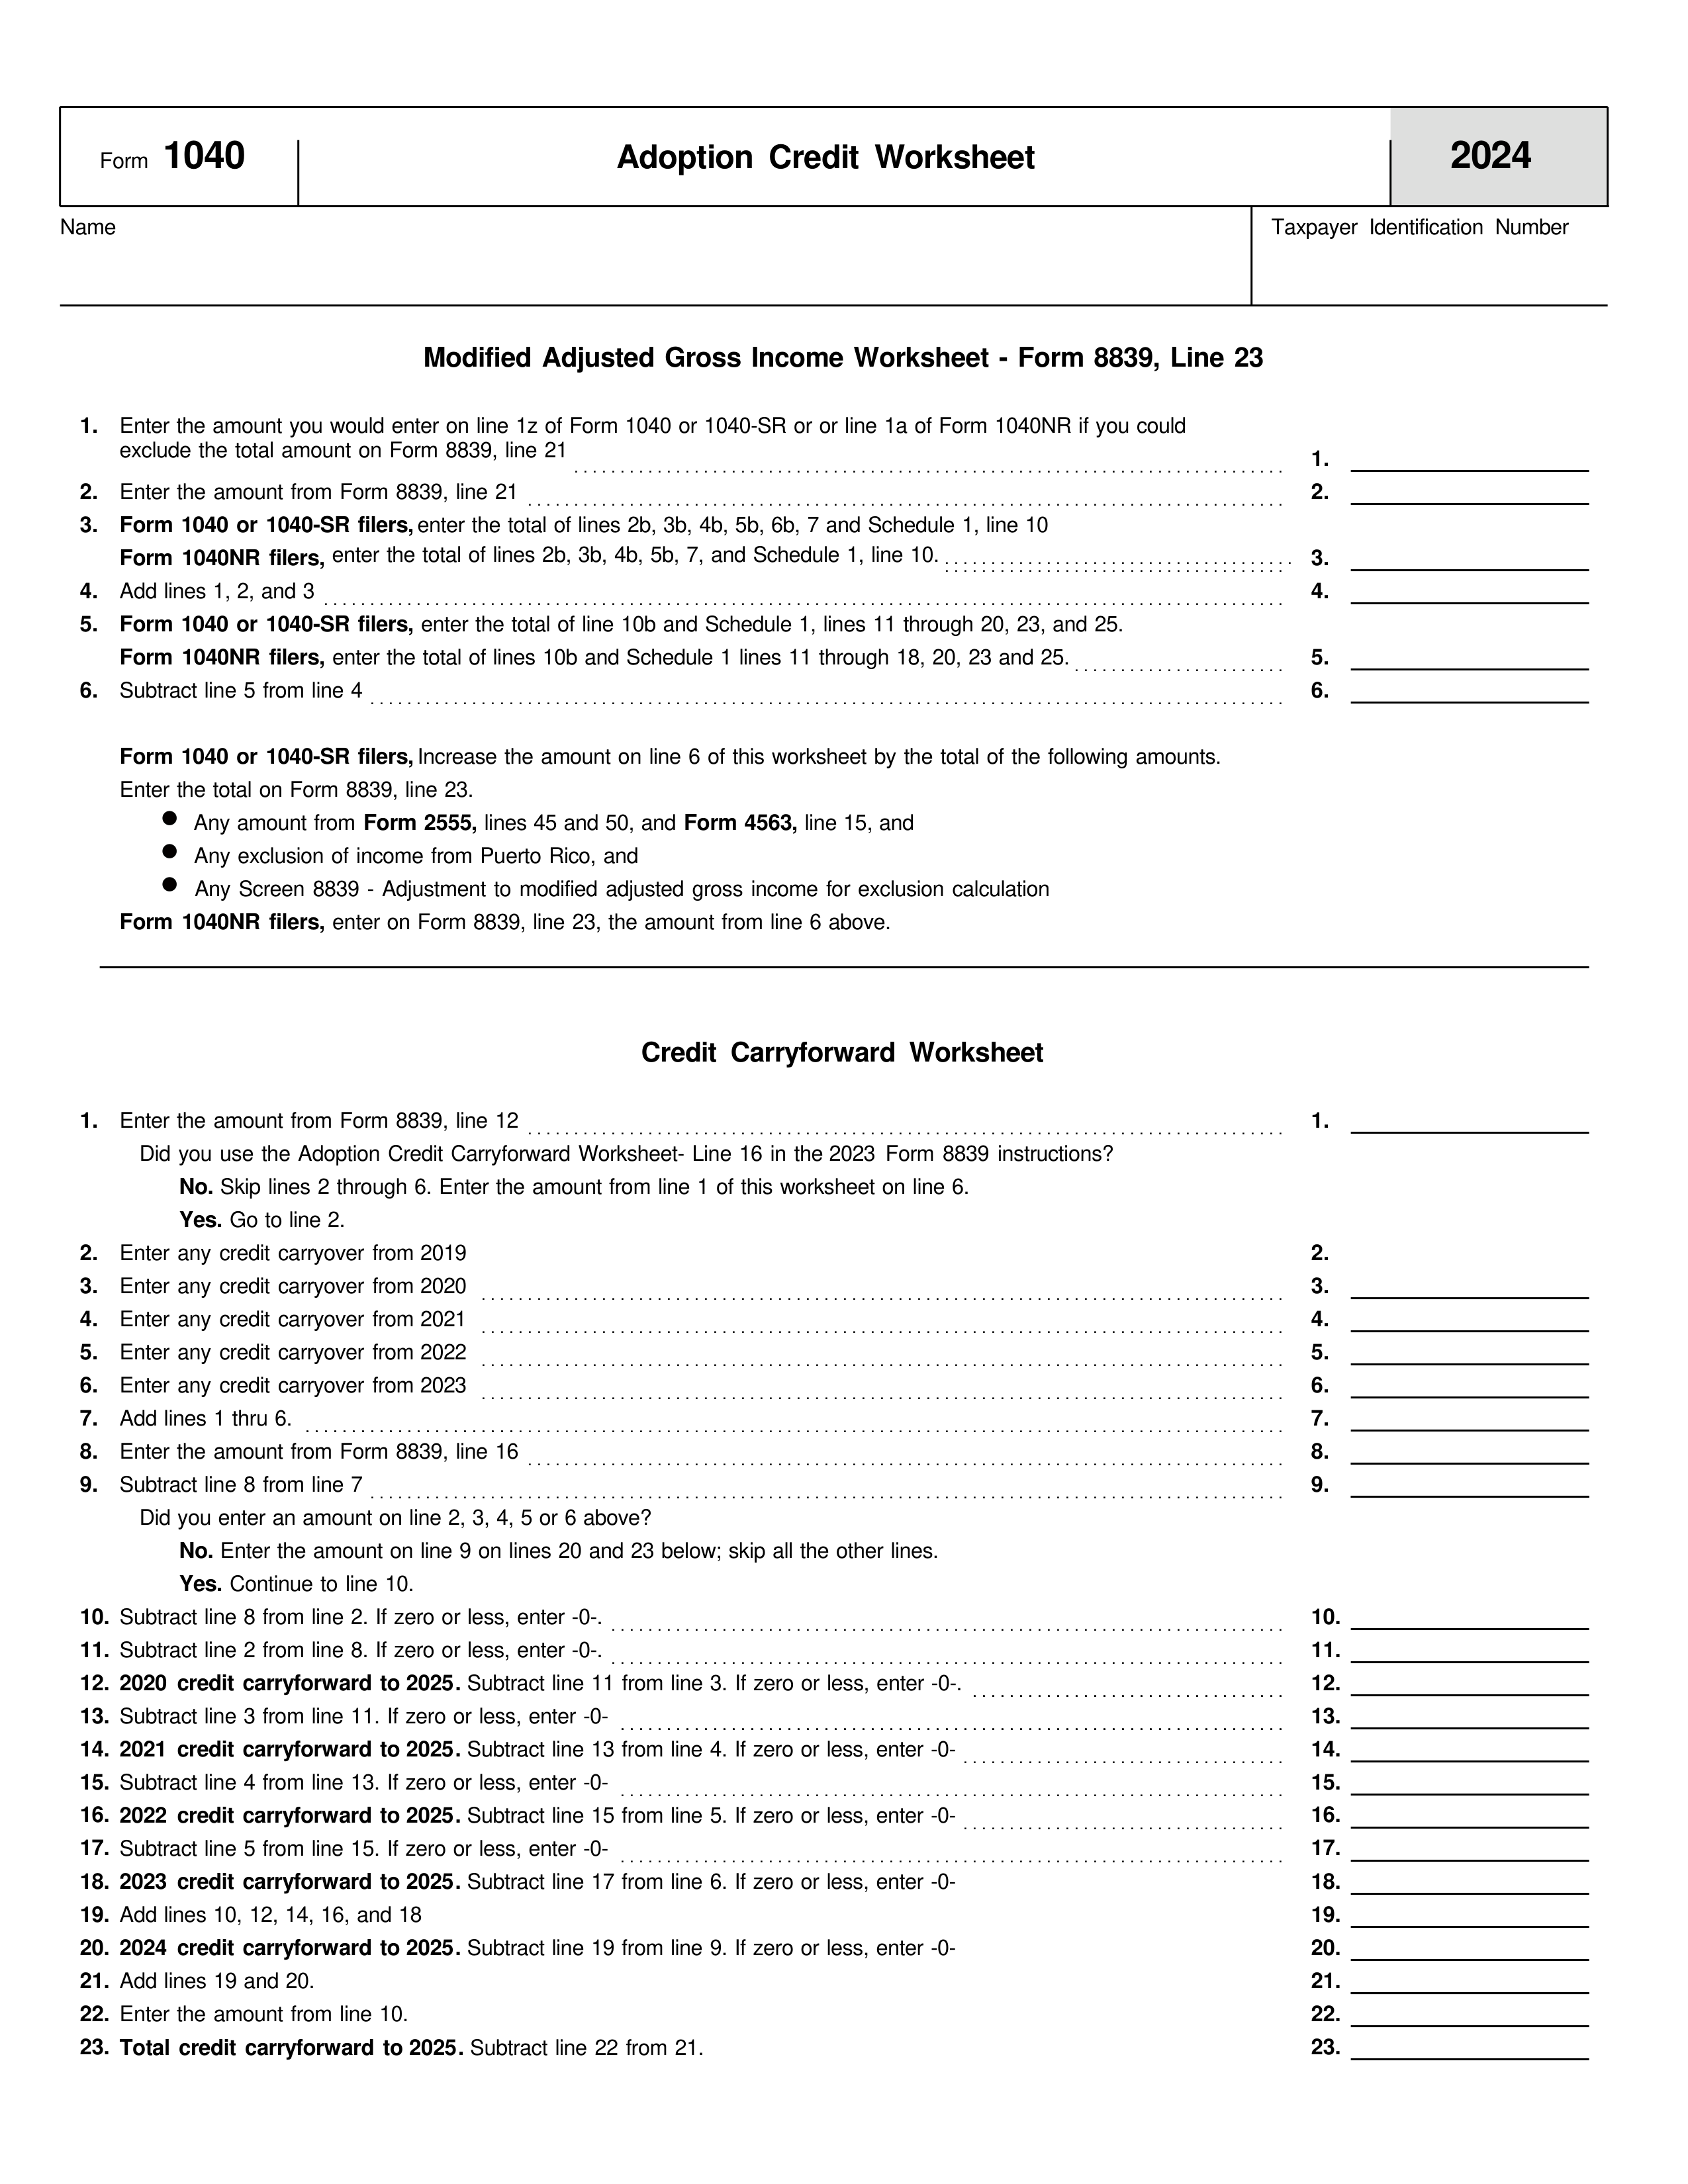 Form 1040
Adoption Credit Worksheet
2024
Name
Taxpayer Identification Number
Modified Adjusted Gross Income Worksheet - Form 8839, Line 23
1. Enter the amount you would enter on line 1z of Form 1040 or 1040-SR or or line 1a of Form 1040NR if you could
exclude the total amount on Form 8839, line 21 1.
2. Enter the amount from Form 8839, line 21 2.
3. Form 1040 or 1040-SR filers, enter the total of lines 2b, 3b, 4b, 5b, 6b, 7 and Schedule 1, line 10
Form 1040NR filers, enter the total of lines 2b, 3b, 4b, 5b, 7, and Schedule 1, line 10. 3.
4. Add lines 1, 2, and 3 4.
5. Form 1040 or 1040-SR filers, enter the total of line 10b and Schedule 1, lines 11 through 20, 23, and 25.
Form 1040NR filers, enter the total of lines 10b and Schedule 1 lines 11 through 18, 20, 23 and 25. 5.
6. Subtract line 5 from line 4 6.
Form 1040 or 1040-SR filers, Increase the amount on line 6 of this worksheet by the total of the following amounts.
Enter the total on Form 8839, line 23.
● Any amount from Form 2555, lines 45 and 50, and Form 4563, line 15, and
● Any exclusion of income from Puerto Rico, and
● Any Screen 8839 - Adjustment to modified adjusted gross income for exclusion calculation
Form 1040NR filers, enter on Form 8839, line 23, the amount from line 6 above.
Credit Carryforward Worksheet
1. Enter the amount from Form 8839, line 12 1.
Did you use the Adoption Credit Carryforward Worksheet- Line 16 in the 2023 Form 8839 instructions?
No. Skip lines 2 through 6. Enter the amount from line 1 of this worksheet on line 6.
Yes. Go to line 2.
2. Enter any credit carryover from 2019 2.
3. Enter any credit carryover from 2020 3.
4. Enter any credit carryover from 2021 4.
5. Enter any credit carryover from 2022 5.
6. Enter any credit carryover from 2023 6.
7. Add lines 1 thru 6. 7.
8. Enter the amount from Form 8839, line 16 8.
9. Subtract line 8 from line 7 9.
Did you enter an amount on line 2, 3, 4, 5 or 6 above?
No. Enter the amount on line 9 on lines 20 and 23 below; skip all the other lines.
Yes. Continue to line 10.
10. Subtract line 8 from line 2. If zero or less, enter -0-. 10.
11. Subtract line 2 from line 8. If zero or less, enter -0-. 11.
12. 2020 credit carryforward to 2025. Subtract line 11 from line 3. If zero or less, enter -0-. 12.
13. Subtract line 3 from line 11. If zero or less, enter -0- 13.
14. 2021 credit carryforward to 2025. Subtract line 13 from line 4. If zero or less, enter -0- 14.
15. Subtract line 4 from line 13. If zero or less, enter -0- 15.
16. 2022 credit carryforward to 2025. Subtract line 15 from line 5. If zero or less, enter -0- 16.
17. Subtract line 5 from line 15. If zero or less, enter -0- 17.
18. 2023 credit carryforward to 2025. Subtract line 17 from line 6. If zero or less, enter -0- 18.
19. Add lines 10, 12, 14, 16, and 18 19.
20. 2024 credit carryforward to 2025. Subtract line 19 from line 9. If zero or less, enter -0- 20.
21. Add lines 19 and 20. 21.
22. Enter the amount from line 10. 22.
23. Total credit carryforward to 2025. Subtract line 22 from 21. 23.